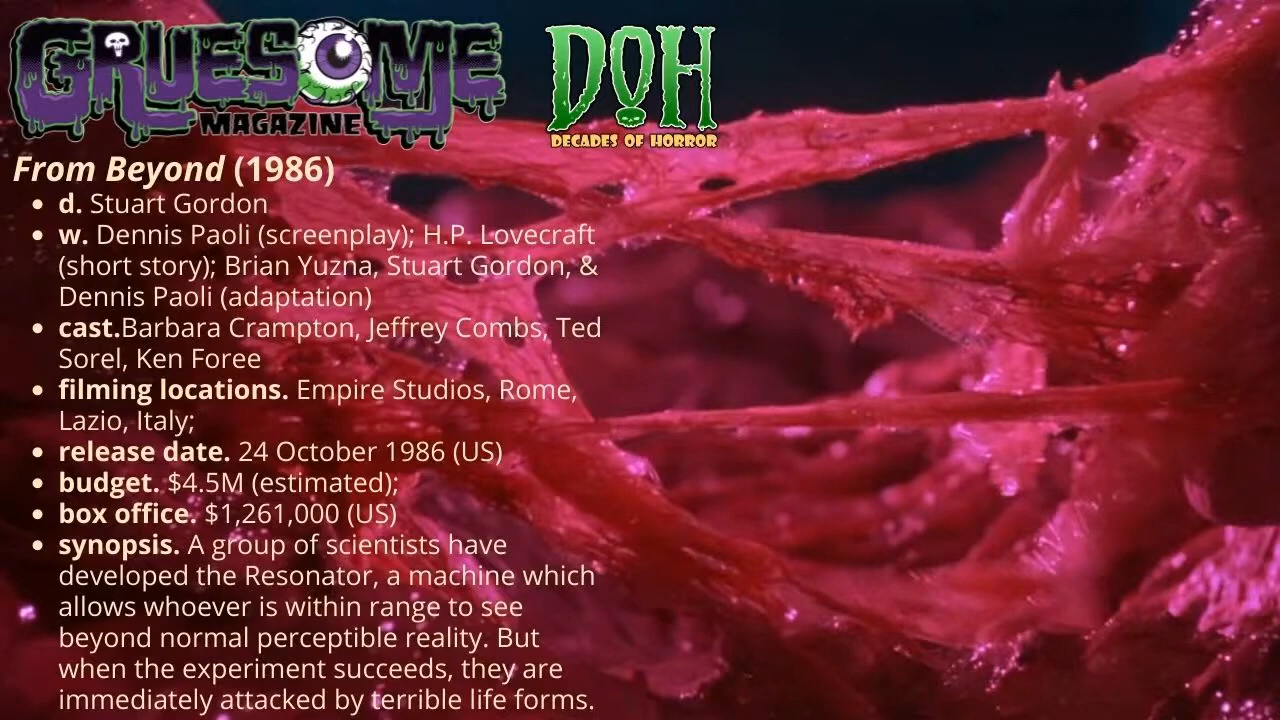 GRUESOME
MAGAZINE
DOH
DECADES OF HORROR
From Beyond (1986)
• d. Stuart Gordon
• w. Dennis Paoli (screenplay); H.P. Lovecraft
(short story); Brian Yuzna, Stuart Gordon, &
Dennis Paoli (adaptation)
• cast.Barbara Crampton, Jeffrey Combs, Ted
Sorel, Ken Foree
• filming locations. Empire Studios, Rome,
Lazio, Italy;
• release date. 24 October 1986 (US)
• budget. $4.5M (estimated);
• box office. $1,261,000 (US)
• synopsis. A group of scientists have
developed the Resonator, a machine which
allows whoever is within range to see
beyond normal perceptible reality. But
when the experiment succeeds, they are
immediately attacked by terrible life forms.